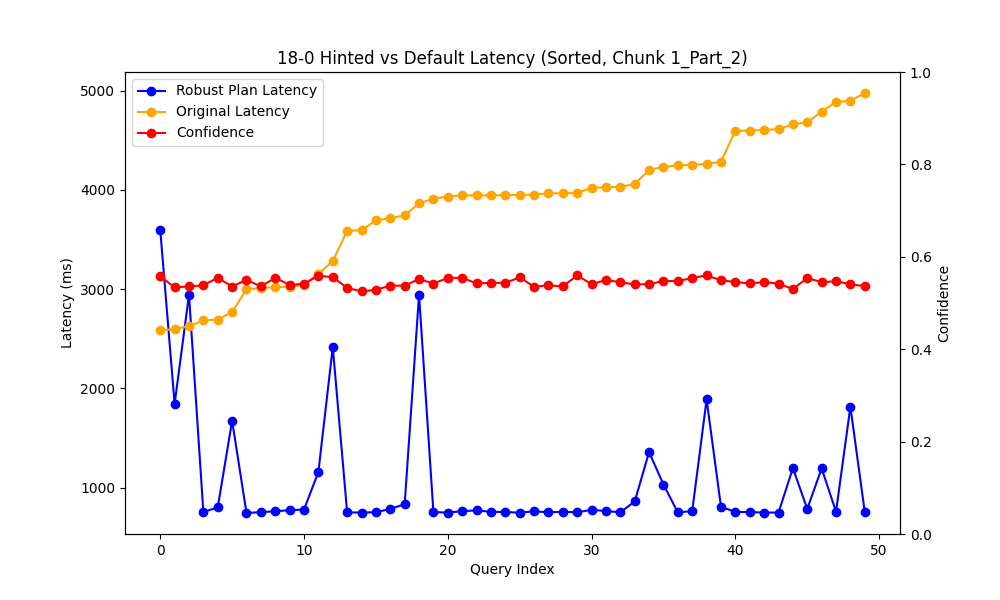 18-0 Hinted vs Default Latency (Sorted, Chunk 1_Part_2)
Robust Plan Latency
Original Latency
Confidence
5000
4000
3000
2000
1000
Latency (ms)
1.0
0.8
0.6
0.4
0.2
0.0
Confidence
0 10 20 30 40 50
Query Index